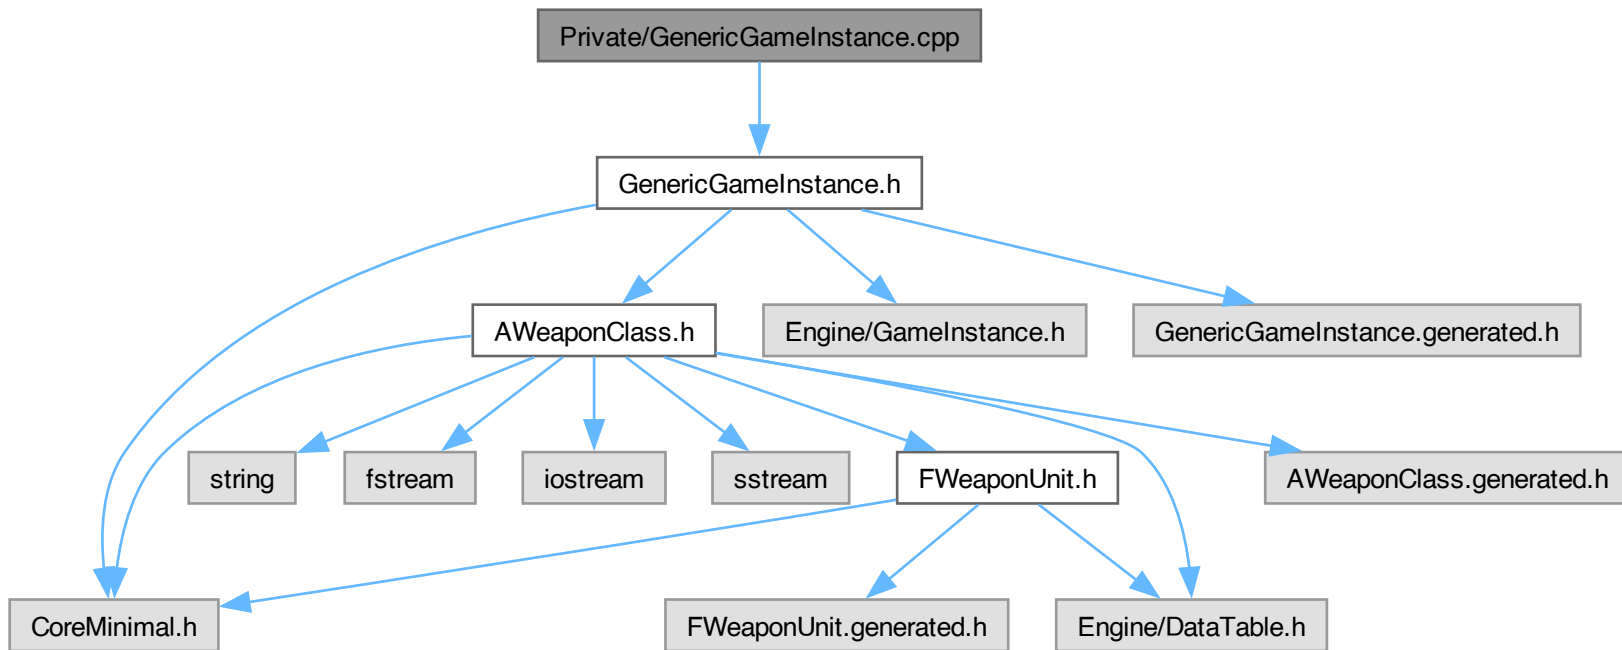 Private/GenericGameInstance.cpp
GenericGameInstance.h
AWeaponClass.h
Engine/GameInstance.h
GenericGameInstance.generated.h
string
fstream
iostream
sstream
FWeaponUnit.h
AWeaponClass.generated.h
CoreMinimal.h
FWeaponUnit.generated.h
Engine/DataTable.h